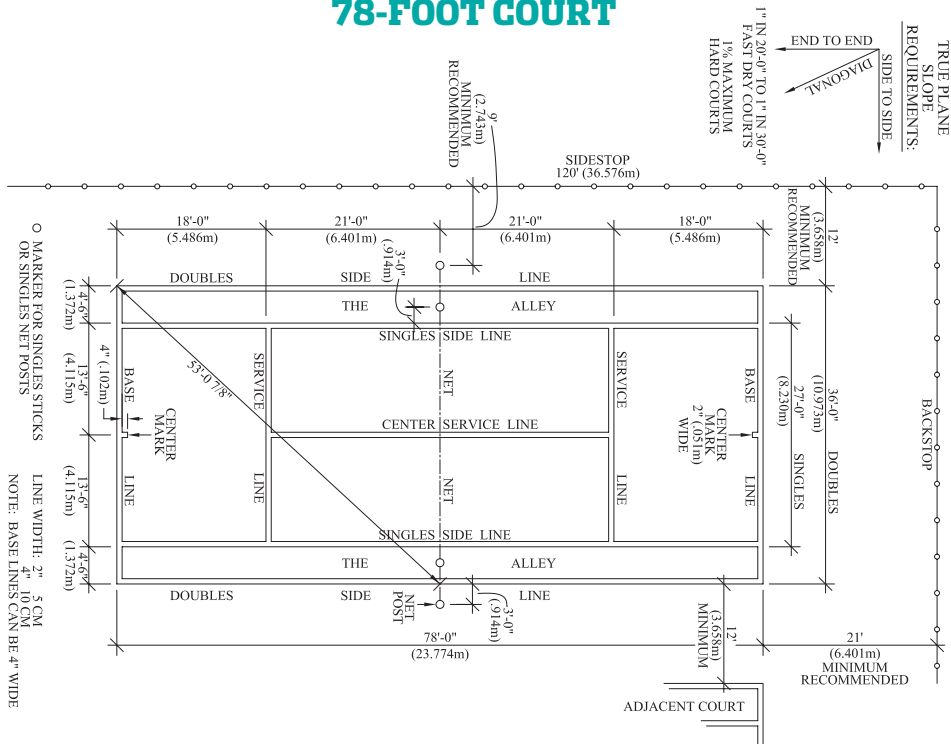 78-FOOT COURT
TRUE PLANE
SLOPE
REQUIREMENTS:
END TO END
SIDE TO SIDE
DIAGONAL
1" IN 20'-0" TO 1" IN 30'-0"
FAST DRY COURTS
1% MAXIMUM
HARD COURTS
9'
(2.743m)
MINIMUM
RECOMMENDED
SIDESTOP
120' (36.576m)
12'
(3.658m)
MINIMUM
RECOMMENDED
18'-0"
(5.486m)
21'-0"
(6.401m)
21'-0"
(6.401m)
18'-0"
(5.486m)
3'-0"
(.914m)
DOUBLES SIDE LINE
THE ALLEY
SINGLES SIDE LINE
4'-6"
(1.372m)
13'-6"
(4.115m)
13'-6"
(4.115m)
4'-6"
(1.372m)
4" (.102m)
BASE LINE
CENTER
MARK
53'-0 7/8"
SERVICE LINE
NET
CENTER SERVICE LINE
NET
SERVICE LINE
BASE LINE
CENTER
MARK
2" (.051m)
WIDE
27'-0" SINGLES
(8.230m)
36'-0" DOUBLES
(10.973m)
BACKSTOP
SINGLES SIDE LINE
THE ALLEY
DOUBLES SIDE LINE
NET
POST
3'-0"
(.914m)
78'-0"
(23.774m)
12'
(3.658m)
MINIMUM
21'
(6.401m)
MINIMUM
RECOMMENDED
ADJACENT COURT
O MARKER FOR SINGLES STICKS
OR SINGLES NET POSTS
LINE WIDTH: 2" 5 CM
4" 10 CM
NOTE: BASE LINES CAN BE 4" WIDE